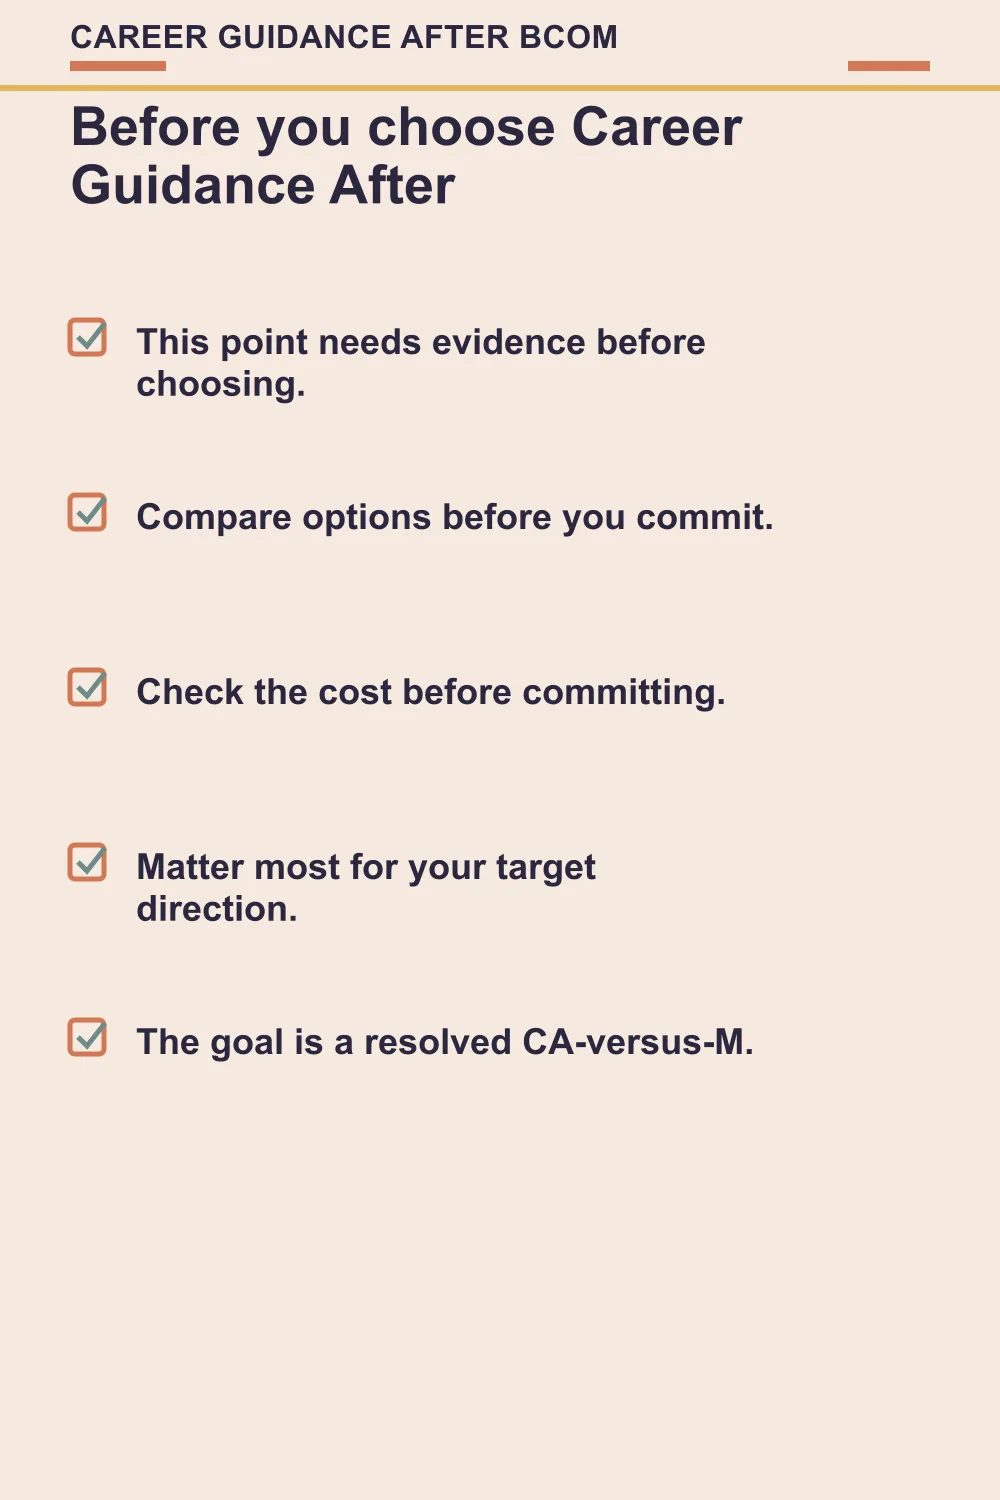 CAREER GUIDANCE AFTER BCOM
Before you choose Career
Guidance After
This point needs evidence before
choosing.
Compare options before you commit.
Check the cost before committing.
Matter most for your target
direction.
The goal is a resolved CA-versus-M.